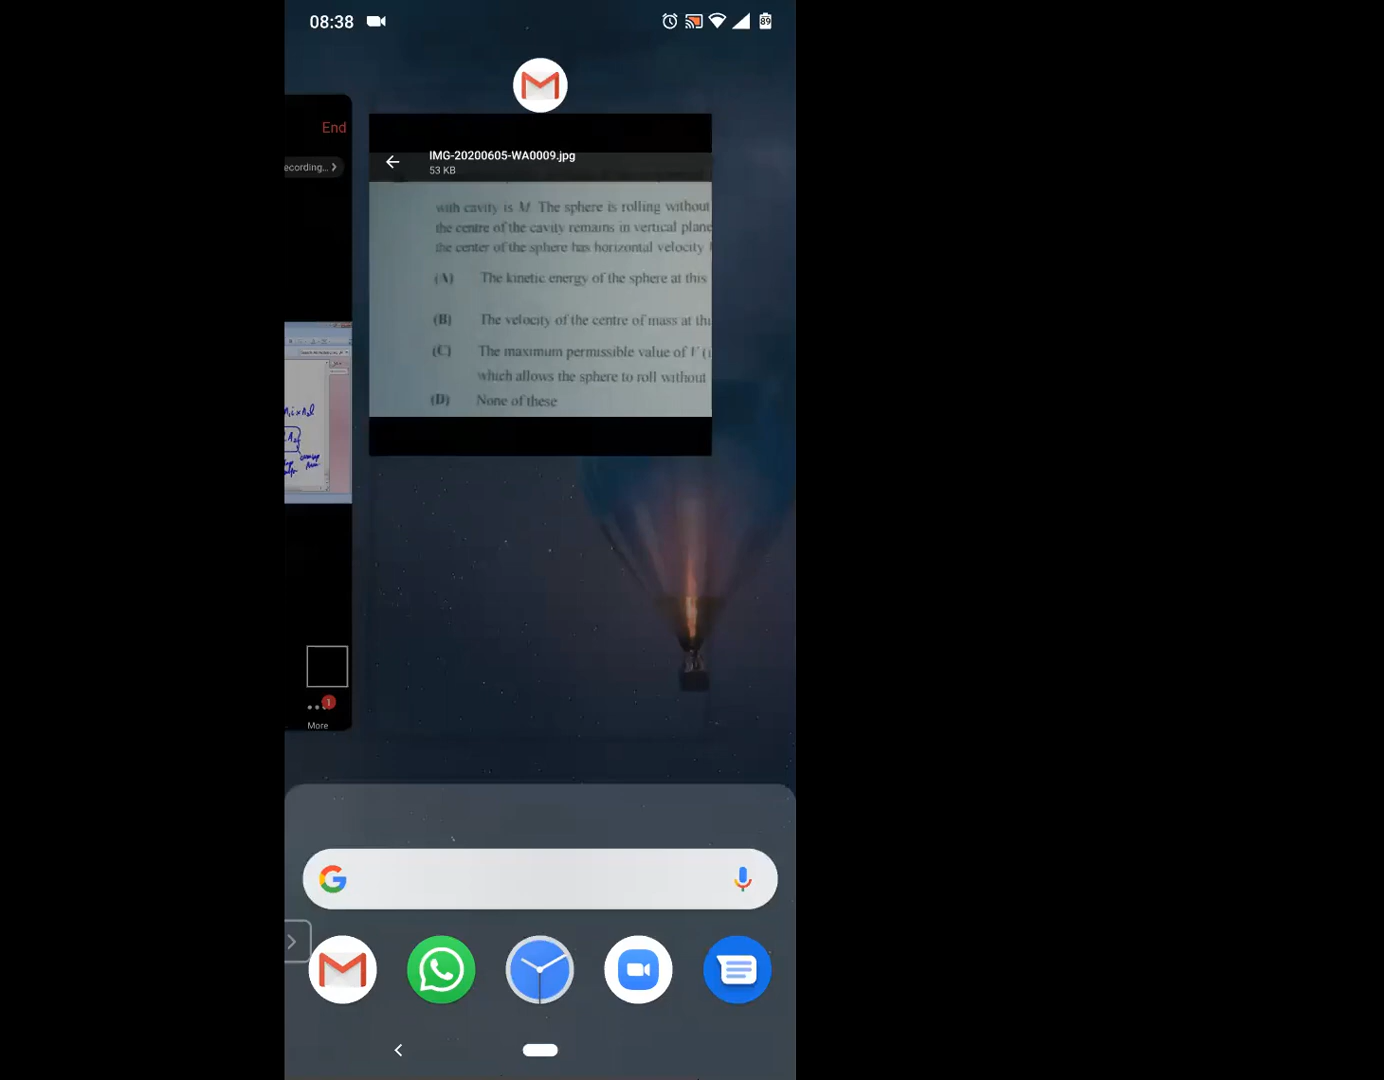 08:38
89
End
ecording...
IMG-20200605-WA0009.jpg
53 KB
with cavity is M. The sphere is rolling without
the centre of the cavity remains in vertical plane
the center of the sphere has horizontal velocity
(A) The kinetic energy of the sphere at this
(B) The velocity of the centre of mass at
(C) The maximum permissible value of V
which allows the sphere to roll without
(D) None of these
1
More